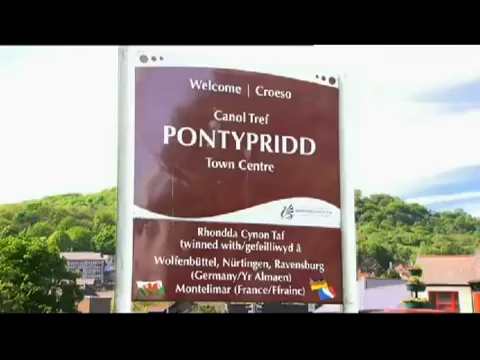 Welcome | Croeso
Canol Tref
PONTYPRIDD
Town Centre
Rhondda Cynon Taf
twinned with/gefeilliwyd â
Wolfenbüttel, Nürtingen, Ravensburg
(Germany/Yr Almaen)
Montelimar (France/Ffrainc)